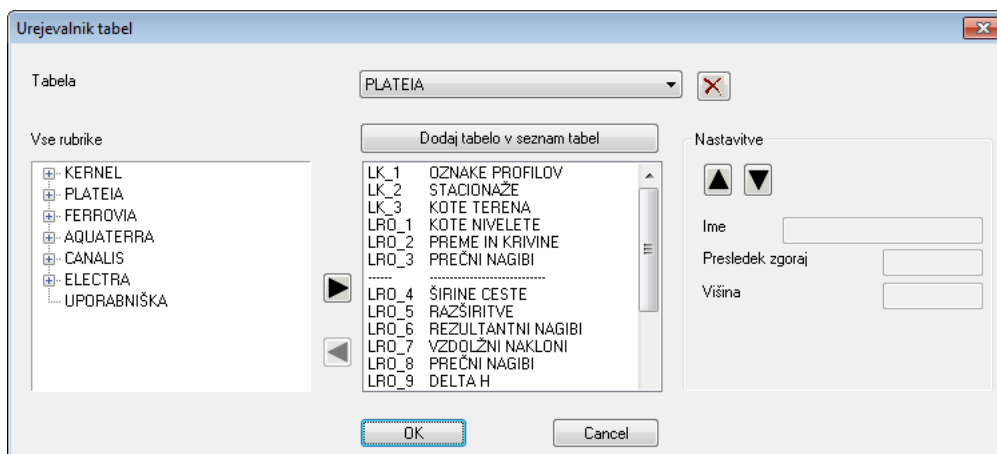 Urejevalnik tabel
Tabela
PLATEIA
Vse rubrike
Dodaj tabelo v seznam tabel
Nastavitve
KERNEL
PLATEIA
FERROVIA
AQUATERRA
CANALIS
ELECTRA
UPORABNIŠKA
LK_1 OZNAKE PROFILOV
LK_2 STACIONAŽE
LK_3 KOTE TERENA
LRO_1 KOTE NIVELETE
LRO_2 PREME IN KRIVINE
LRO_3 PREČNI NAGIBI
------ --------------------------
LRO_4 ŠIRINE CESTE
LRO_5 RAZŠIRITVE
LRO_6 REZULTANTNI NAGIBI
LRO_7 VZDOLŽNI NAKLONI
LRO_8 PREČNI NAGIBI
LRO_9 DELTA H
Ime
Presledek zgoraj
Višina
OK
Cancel